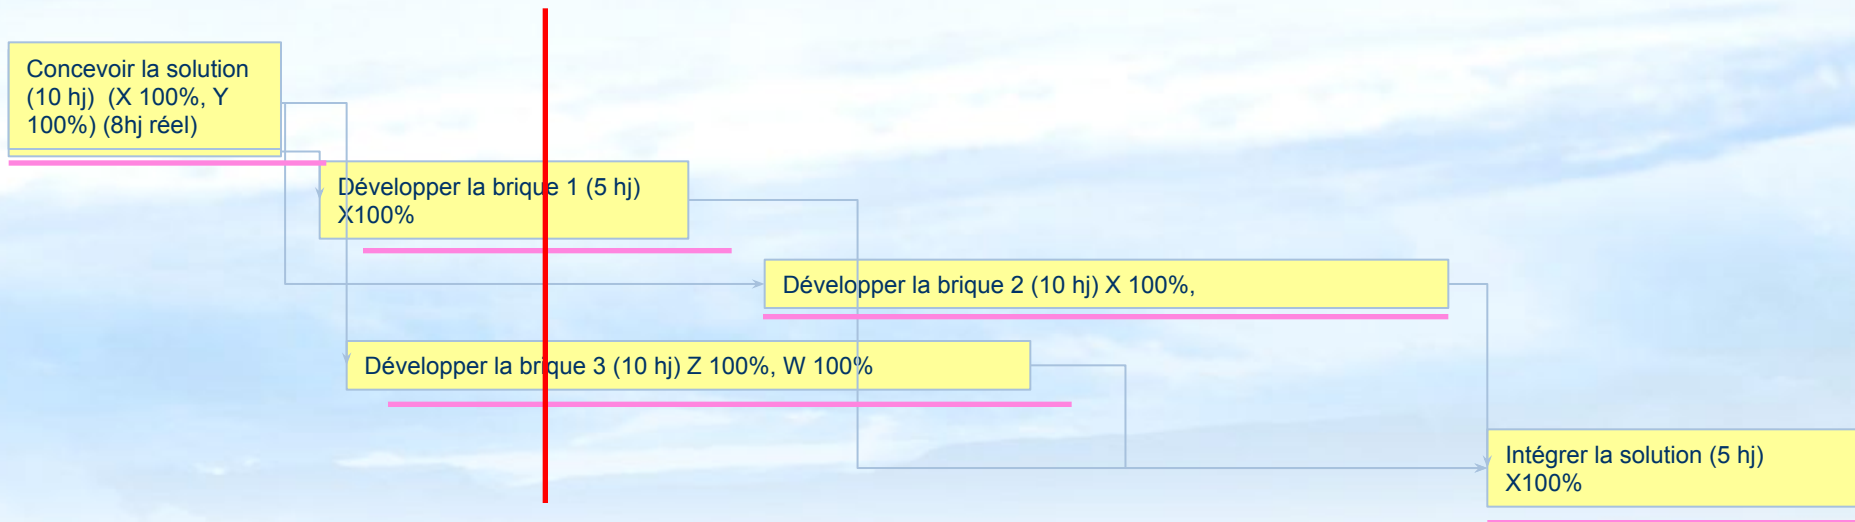 Concevoir la solution
(10 hj)  (X 100%, Y
100%) (8hj réel)
Développer la brique 1 (5 hj)
X100%
Développer la brique 2 (10 hj) X 100%,
Développer la brique 3 (10 hj) Z 100%, W 100%
Intégrer la solution (5 hj)
X100%